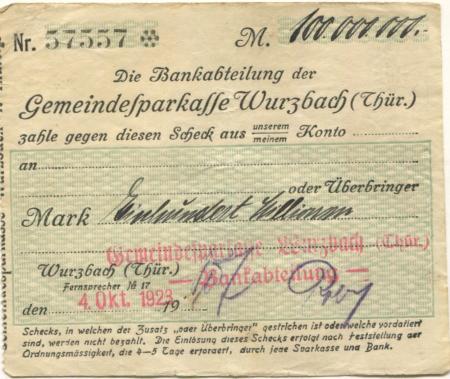 Nr. 57557 M. 100.000.000.-
Die Bankabteilung der
Gemeindesparkasse Wurzbach (Thür.)
zahle gegen diesen Scheck aus unserem meinem Konto
an
oder Überbringer
Mark Einhundert Millionen
Gemeindesparkasse Wurzbach (Thür.)
Wurzbach (Thür.) — Bankabteilung —
Fernsprecher № 17
den 4. Okt. 1923 19
Schecks, in welchen der Zusatz „oder Überbringer" gestrichen ist oder welche vordatiert
sind, werden nicht bezahlt. Die Einlösung dieses Schecks erfolgt nach Feststellung der
Ordnungsmässigkeit, die 4–5 Tage erfordert, durch jene Sparkasse und Bank.